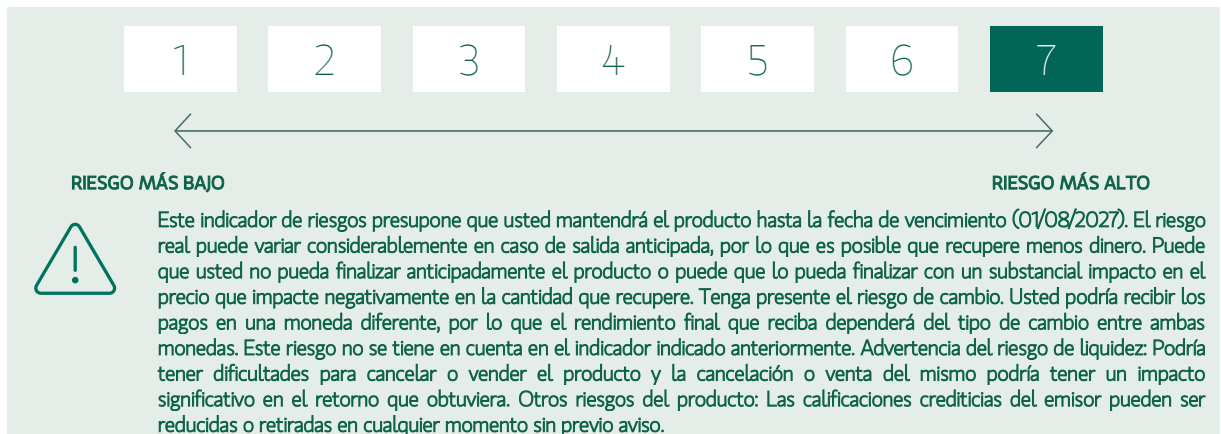 1 2 3 4 5 6 7
RIESGO MÁS BAJO RIESGO MÁS ALTO
Este indicador de riesgos presupone que usted mantendrá el producto hasta la fecha de vencimiento (01/08/2027). El riesgo
real puede variar considerablemente en caso de salida anticipada, por lo que es posible que recupere menos dinero. Puede
que usted no pueda finalizar anticipadamente el producto o puede que lo pueda finalizar con un substancial impacto en el
precio que impacte negativamente en la cantidad que recupere. Tenga presente el riesgo de cambio. Usted podría recibir los
pagos en una moneda diferente, por lo que el rendimiento final que reciba dependerá del tipo de cambio entre ambas
monedas. Este riesgo no se tiene en cuenta en el indicador indicado anteriormente. Advertencia del riesgo de liquidez: Podría
tener dificultades para cancelar o vender el producto y la cancelación o venta del mismo podría tener un impacto
significativo en el retorno que obtuviera. Otros riesgos del producto: Las calificaciones crediticias del emisor pueden ser
reducidas o retiradas en cualquier momento sin previo aviso.